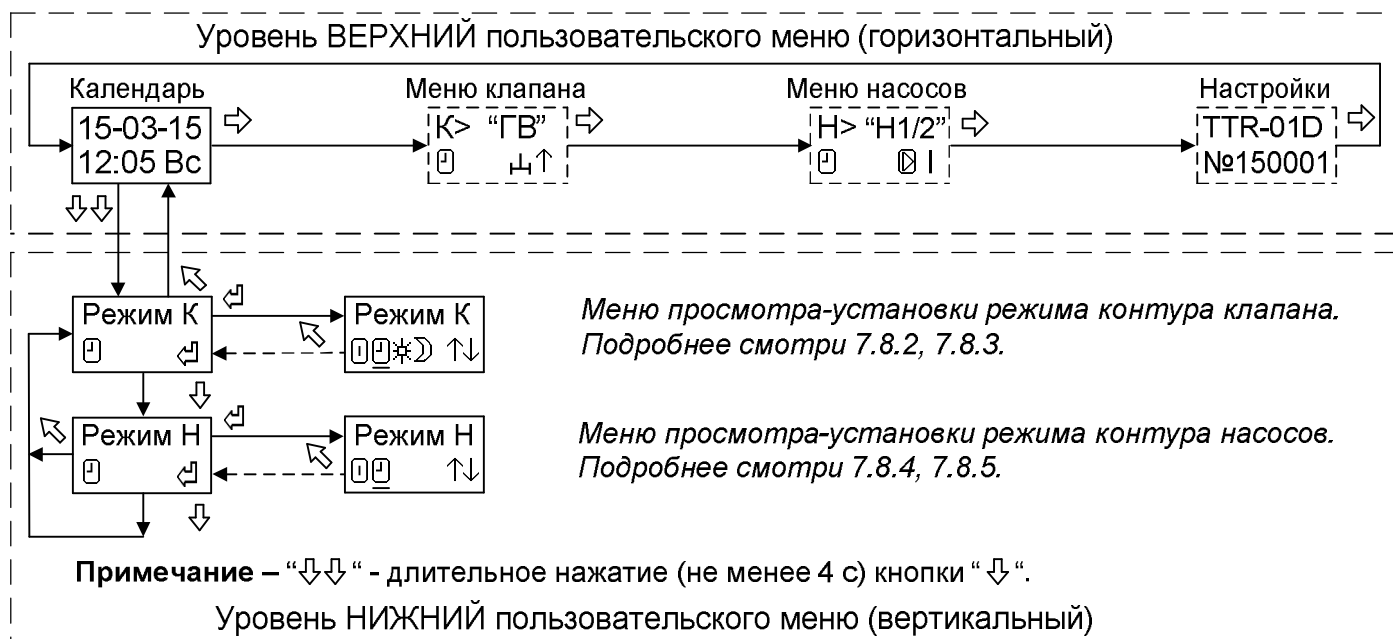 Уровень ВЕРХНИЙ пользовательского меню (горизонтальный)
Календарь
Меню клапана
Меню насосов
Настройки
15-03-15
12:05 Вс
К> “ГВ”
Н> “Н1/2”
TTR-01D
№150001
Режим К
Режим К
Меню просмотра-установки режима контура клапана.
Подробнее смотри 7.8.2, 7.8.3.
Режим Н
Режим Н
Меню просмотра-установки режима контура насосов.
Подробнее смотри 7.8.4, 7.8.5.
Примечание – “⇩⇩“ - длительное нажатие (не менее 4 с) кнопки “ ⇩ “.
Уровень НИЖНИЙ пользовательского меню (вертикальный)